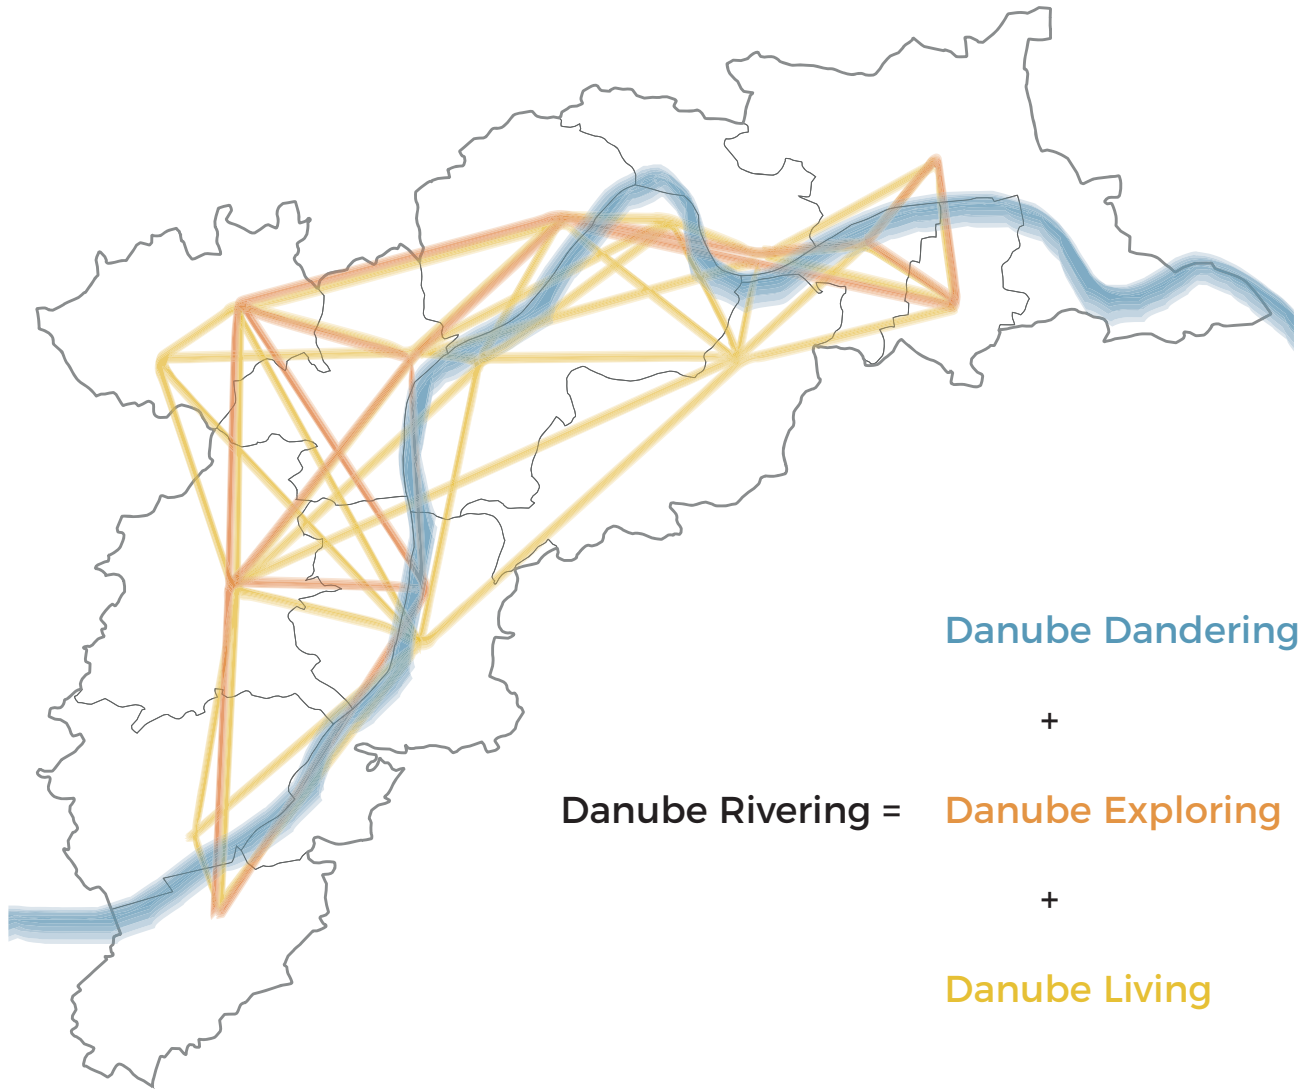 Danube Dandering
+
Danube Rivering = Danube Exploring
+
Danube Living